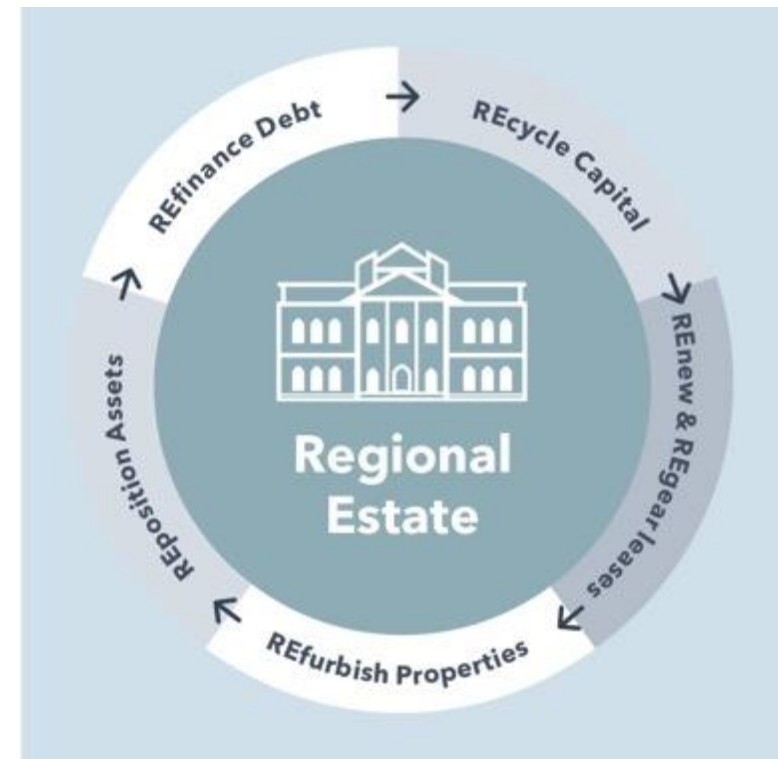 REfinance Debt
REcycle Capital
REnew & REgear leases
REfurbish Properties
REposition Assets
Regional
Estate